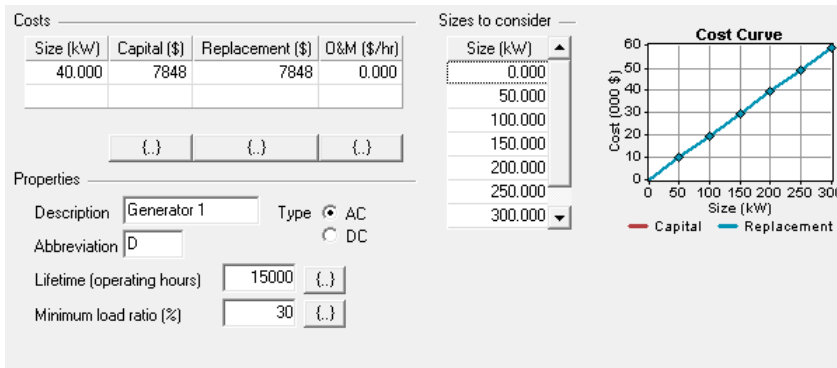 Costs
Size (kW) Capital ($) Replacement ($) O&M ($/hr)
40.000 7848 7848 0.000
{..} {..} {..}
Properties
Description Generator 1 Type AC
DC
Abbreviation D
Lifetime (operating hours) 15000 {..}
Minimum load ratio (%) 30 {..}
Sizes to consider
Size (kW)
0.000
50.000
100.000
150.000
200.000
250.000
300.000
Cost Curve
Cost (000 $)
60
50
40
30
20
10
0
0 50 100 150 200 250 300
Size (kW)
Capital Replacement